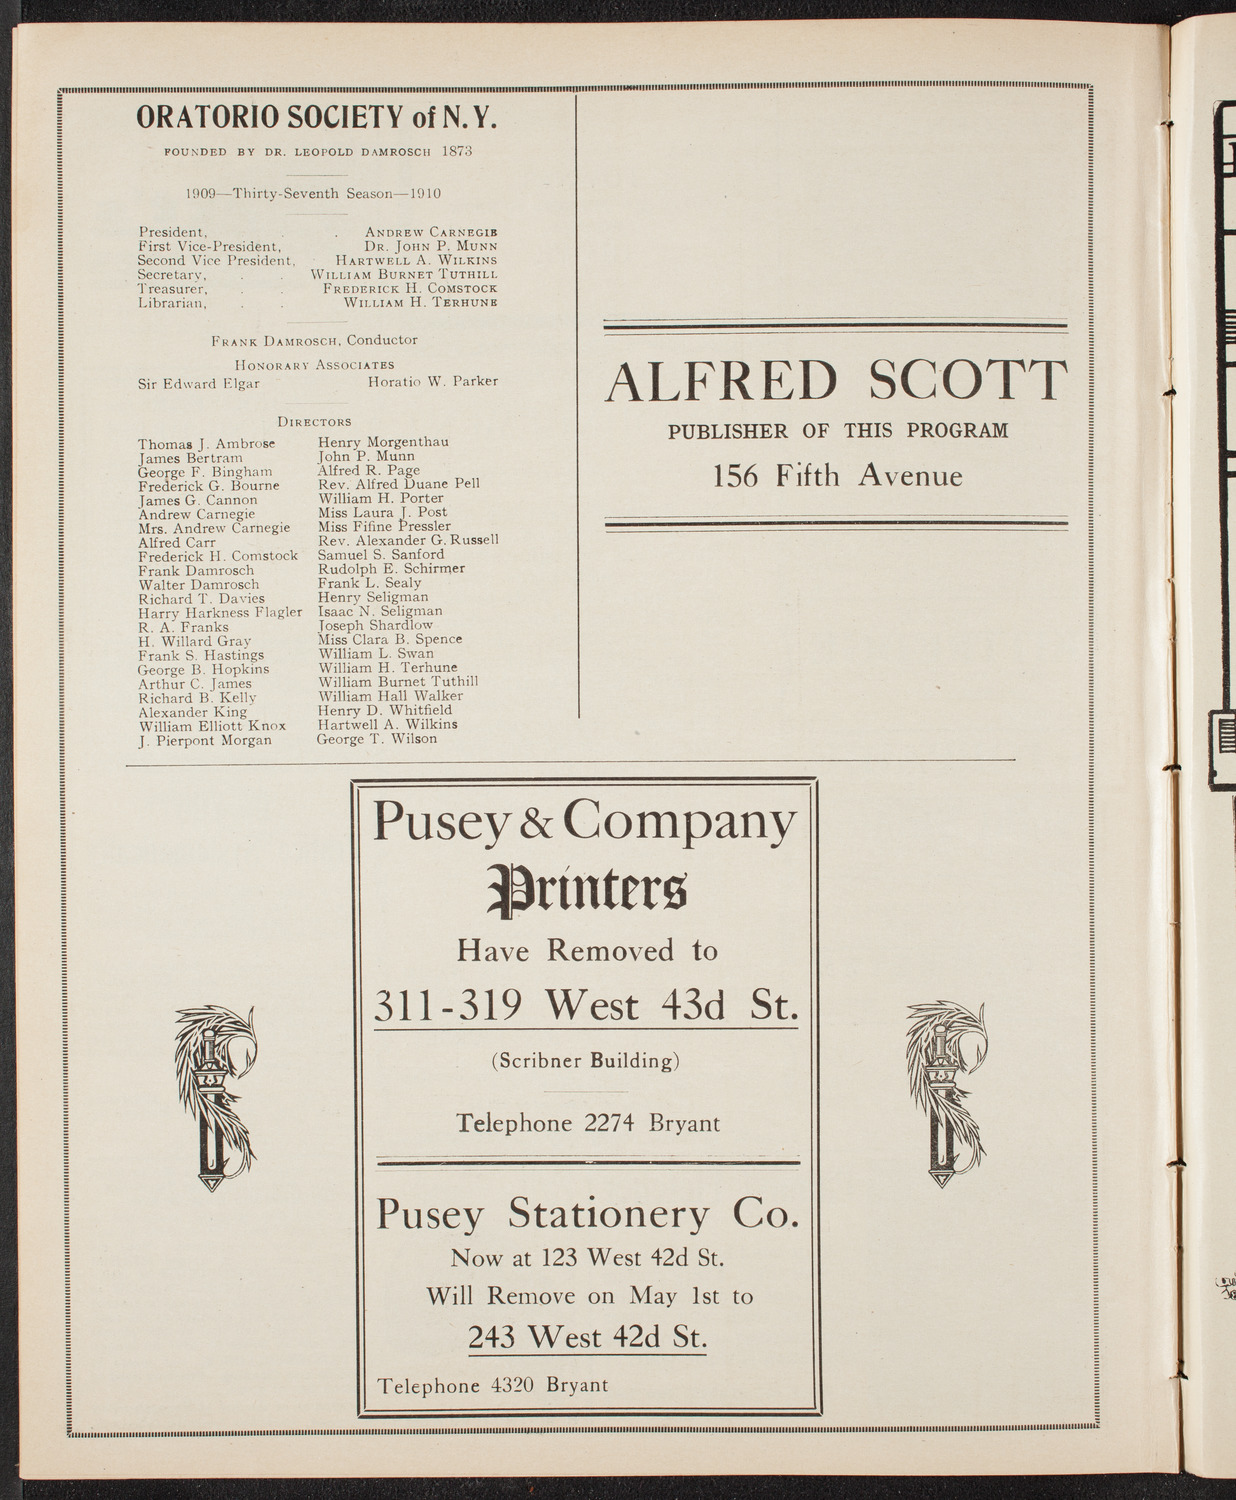 ORATORIO SOCIETY of N.Y.
FOUNDED BY DR. LEOPOLD DAMROSCH 1873
1909—Thirty-Seventh Season—1910
President, . . ANDREW CARNEGIE
First Vice-President, DR. JOHN P. MUNN
Second Vice President, HARTWELL A. WILKINS
Secretary, . . WILLIAM BURNET TUTHILL
Treasurer, . . FREDERICK H. COMSTOCK
Librarian, . . WILLIAM H. TERHUNE
FRANK DAMROSCH, Conductor
HONORARY ASSOCIATES
Sir Edward Elgar Horatio W. Parker
DIRECTORS
Thomas J. Ambrose
James Bertram
George F. Bingham
Frederick G. Bourne
James G. Cannon
Andrew Carnegie
Mrs. Andrew Carnegie
Alfred Carr
Frederick H. Comstock
Frank Damrosch
Walter Damrosch
Richard T. Davies
Harry Harkness Flagler
R. A. Franks
H. Willard Gray
Frank S. Hastings
George B. Hopkins
Arthur C. James
Richard B. Kelly
Alexander King
William Elliott Knox
J. Pierpont Morgan
Henry Morgenthau
John P. Munn
Alfred R. Page
Rev. Alfred Duane Pell
William H. Porter
Miss Laura J. Post
Miss Fifine Pressler
Rev. Alexander G. Russell
Samuel S. Sanford
Rudolph E. Schirmer
Frank L. Sealy
Henry Seligman
Isaac N. Seligman
Joseph Shardlow
Miss Clara B. Spence
William L. Swan
William H. Terhune
William Burnet Tuthill
William Hall Walker
Henry D. Whitfield
Hartwell A. Wilkins
George T. Wilson
ALFRED SCOTT
PUBLISHER OF THIS PROGRAM
156 Fifth Avenue
Pusey & Company
Printers
Have Removed to
311-319 West 43d St.
(Scribner Building)
Telephone 2274 Bryant
Pusey Stationery Co.
Now at 123 West 42d St.
Will Remove on May 1st to
243 West 42d St.
Telephone 4320 Bryant